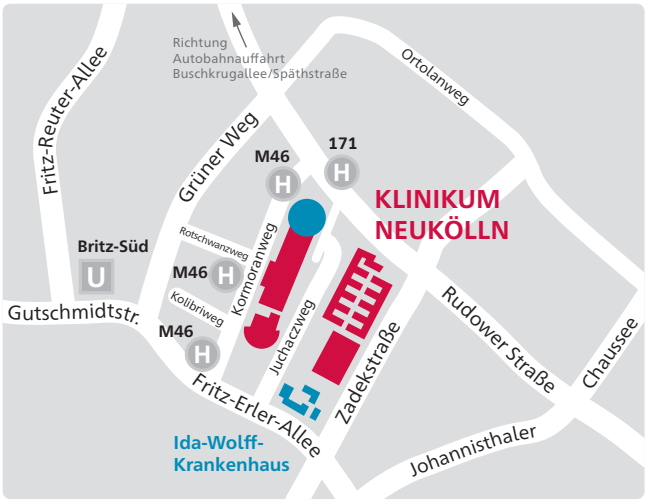 Richtung
Autobahnauffahrt
Buschkrugallee/Späthstraße
Ortolanweg
Fritz-Reuter-Allee
Grüner Weg
171
H
M46
H
KLINIKUM
NEUKÖLLN
Rotschwanzweg
Kormoranweg
Britz-Süd
U
M46
H
Kolibriweg
Gutschmidtstr.
M46
H
Juchaczweg
Rudower Straße
Chaussee
Zadekstraße
Fritz-Erler-Allee
Johannisthaler
Ida-Wolff-
Krankenhaus